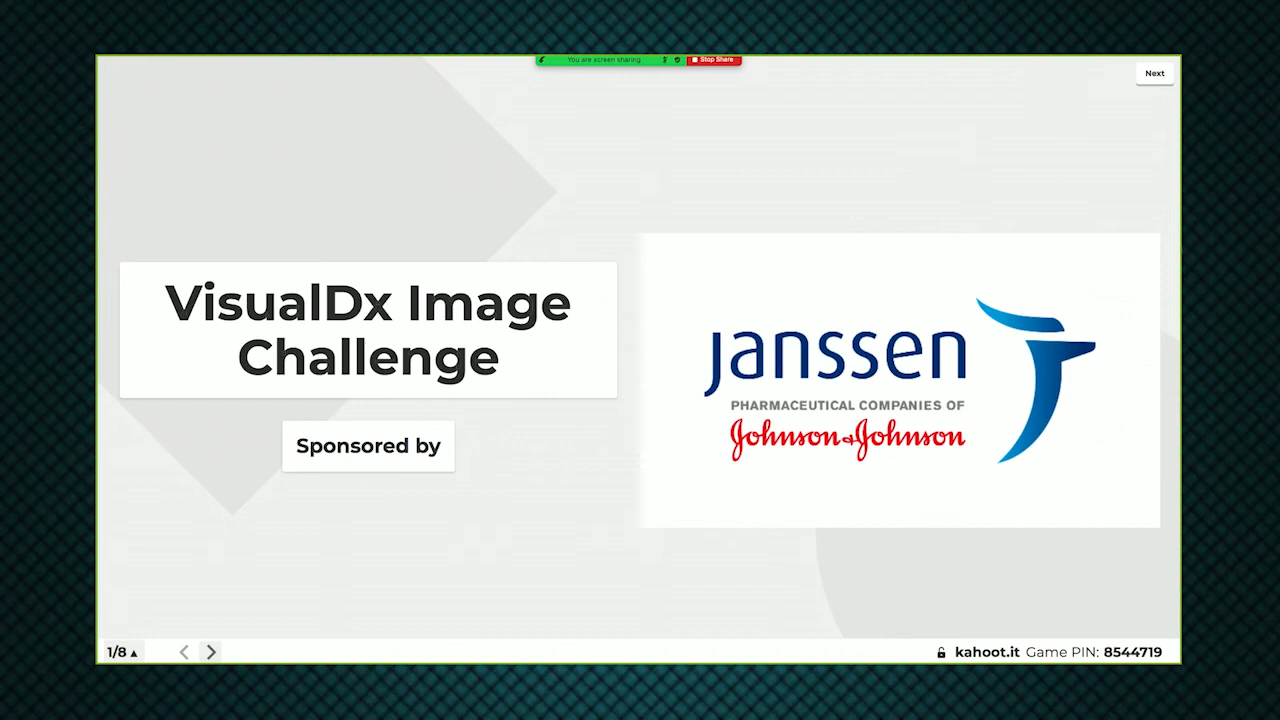 You are screen sharing
Stop Share
Next
VisualDx Image
Challenge
Sponsored by
Janssen
PHARMACEUTICAL COMPANIES OF
Johnson & Johnson
1/8
kahoot.it Game PIN: 8544719